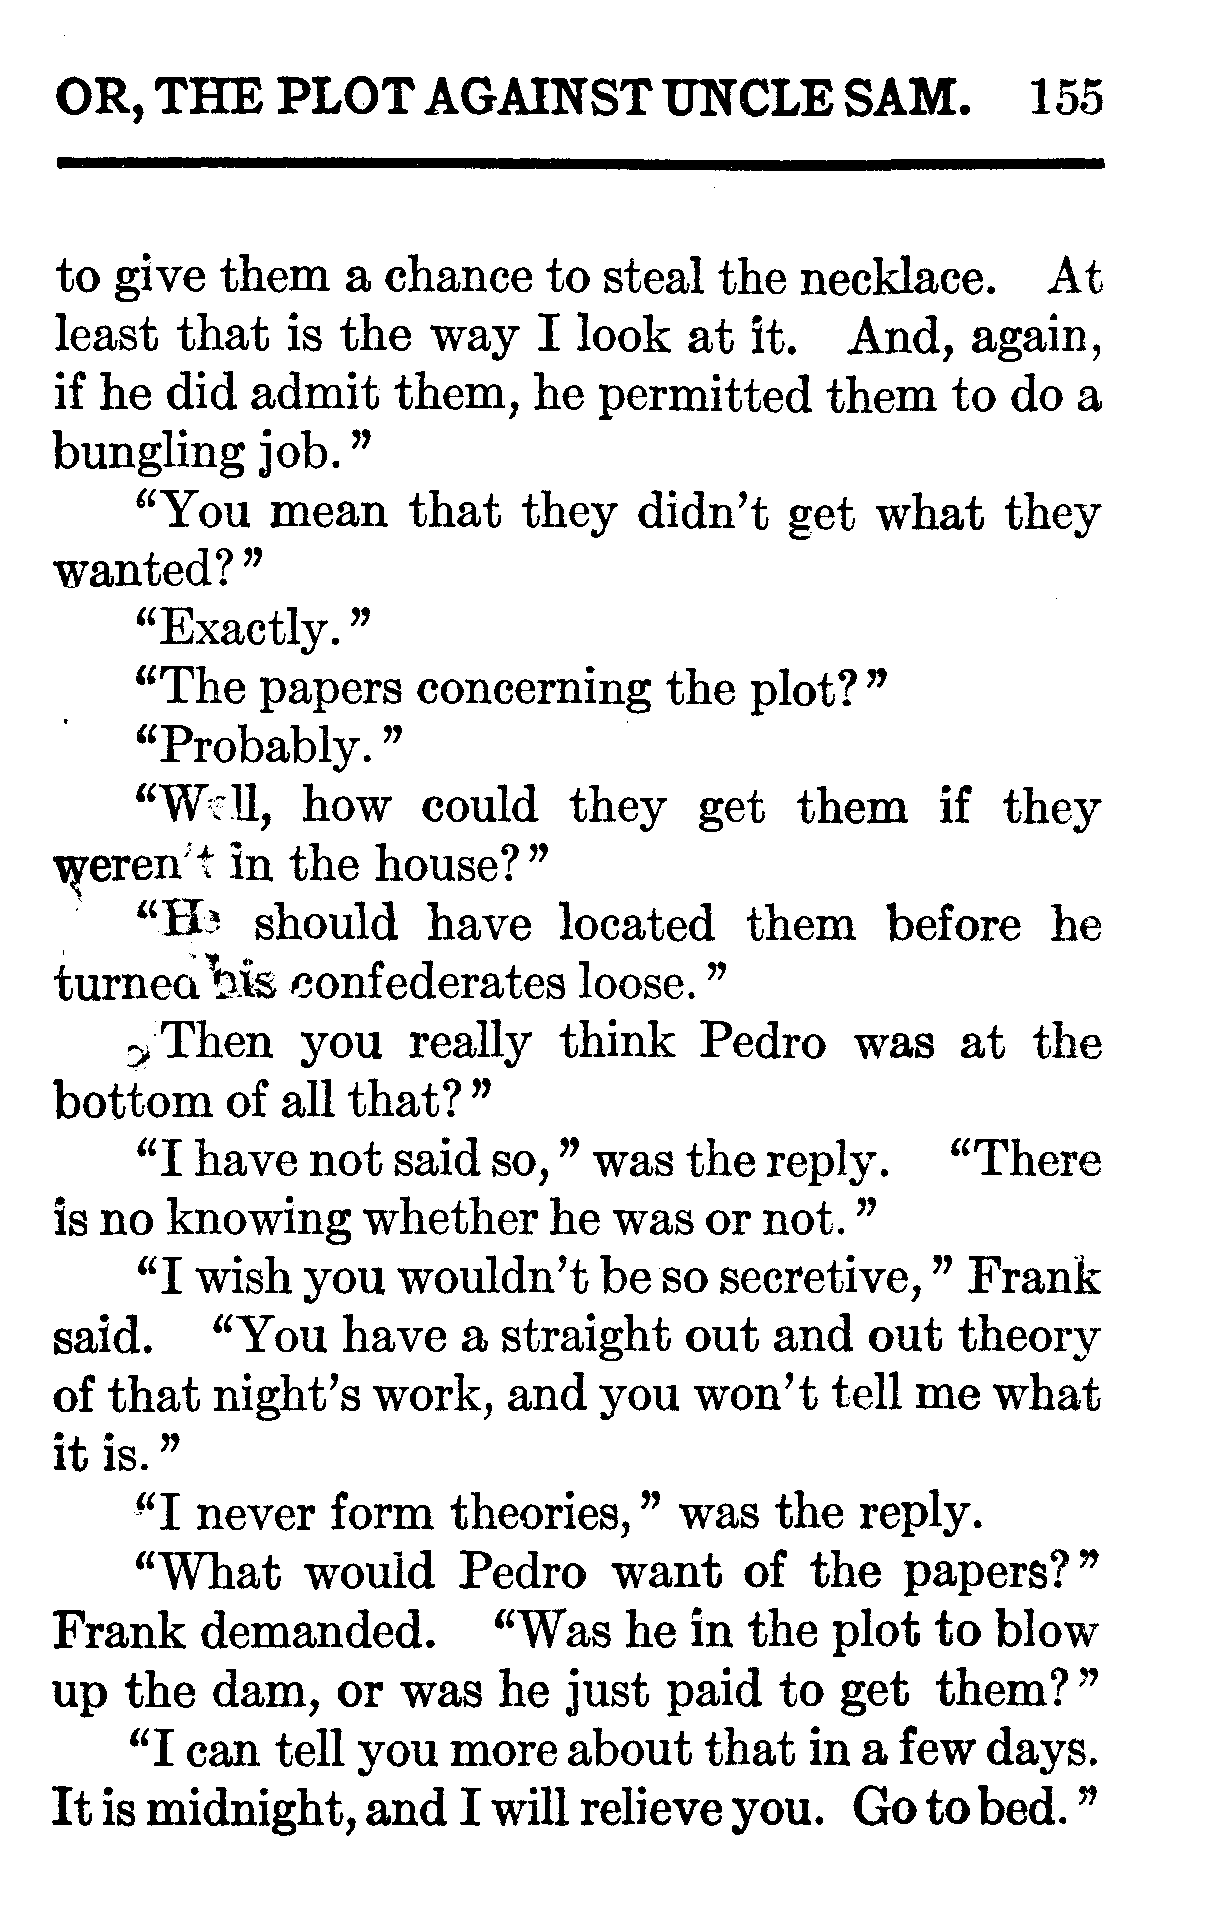 OR, THE PLOT AGAINST UNCLE SAM. 155
to give them a chance to steal the necklace. At
least that is the way I look at it. And, again,
if he did admit them, he permitted them to do a
bungling job.”
“You mean that they didn’t get what they
wanted?”
“Exactly.”
“The papers concerning the plot?”
“Probably.”
“Well, how could they get them if they
weren’t in the house?”
“He should have located them before he
turned his confederates loose.”
Then you really think Pedro was at the
bottom of all that?”
“I have not said so,” was the reply. “There
is no knowing whether he was or not.”
“I wish you wouldn’t be so secretive,” Frank
said. “You have a straight out and out theory
of that night’s work, and you won’t tell me what
it is.”
“I never form theories,” was the reply.
“What would Pedro want of the papers?”
Frank demanded. “Was he in the plot to blow
up the dam, or was he just paid to get them?”
“I can tell you more about that in a few days.
It is midnight, and I will relieve you. Go to bed.”